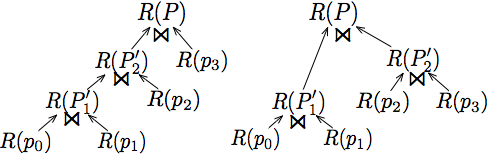 R(P)
⋈
R(P′₂)
⋈
R(p₃)
R(P′₁)
⋈
R(p₂)
R(p₀)
R(p₁)
R(P)
⋈
R(P′₂)
⋈
R(P′₁)
⋈
R(p₂)
R(p₃)
R(p₀)
R(p₁)